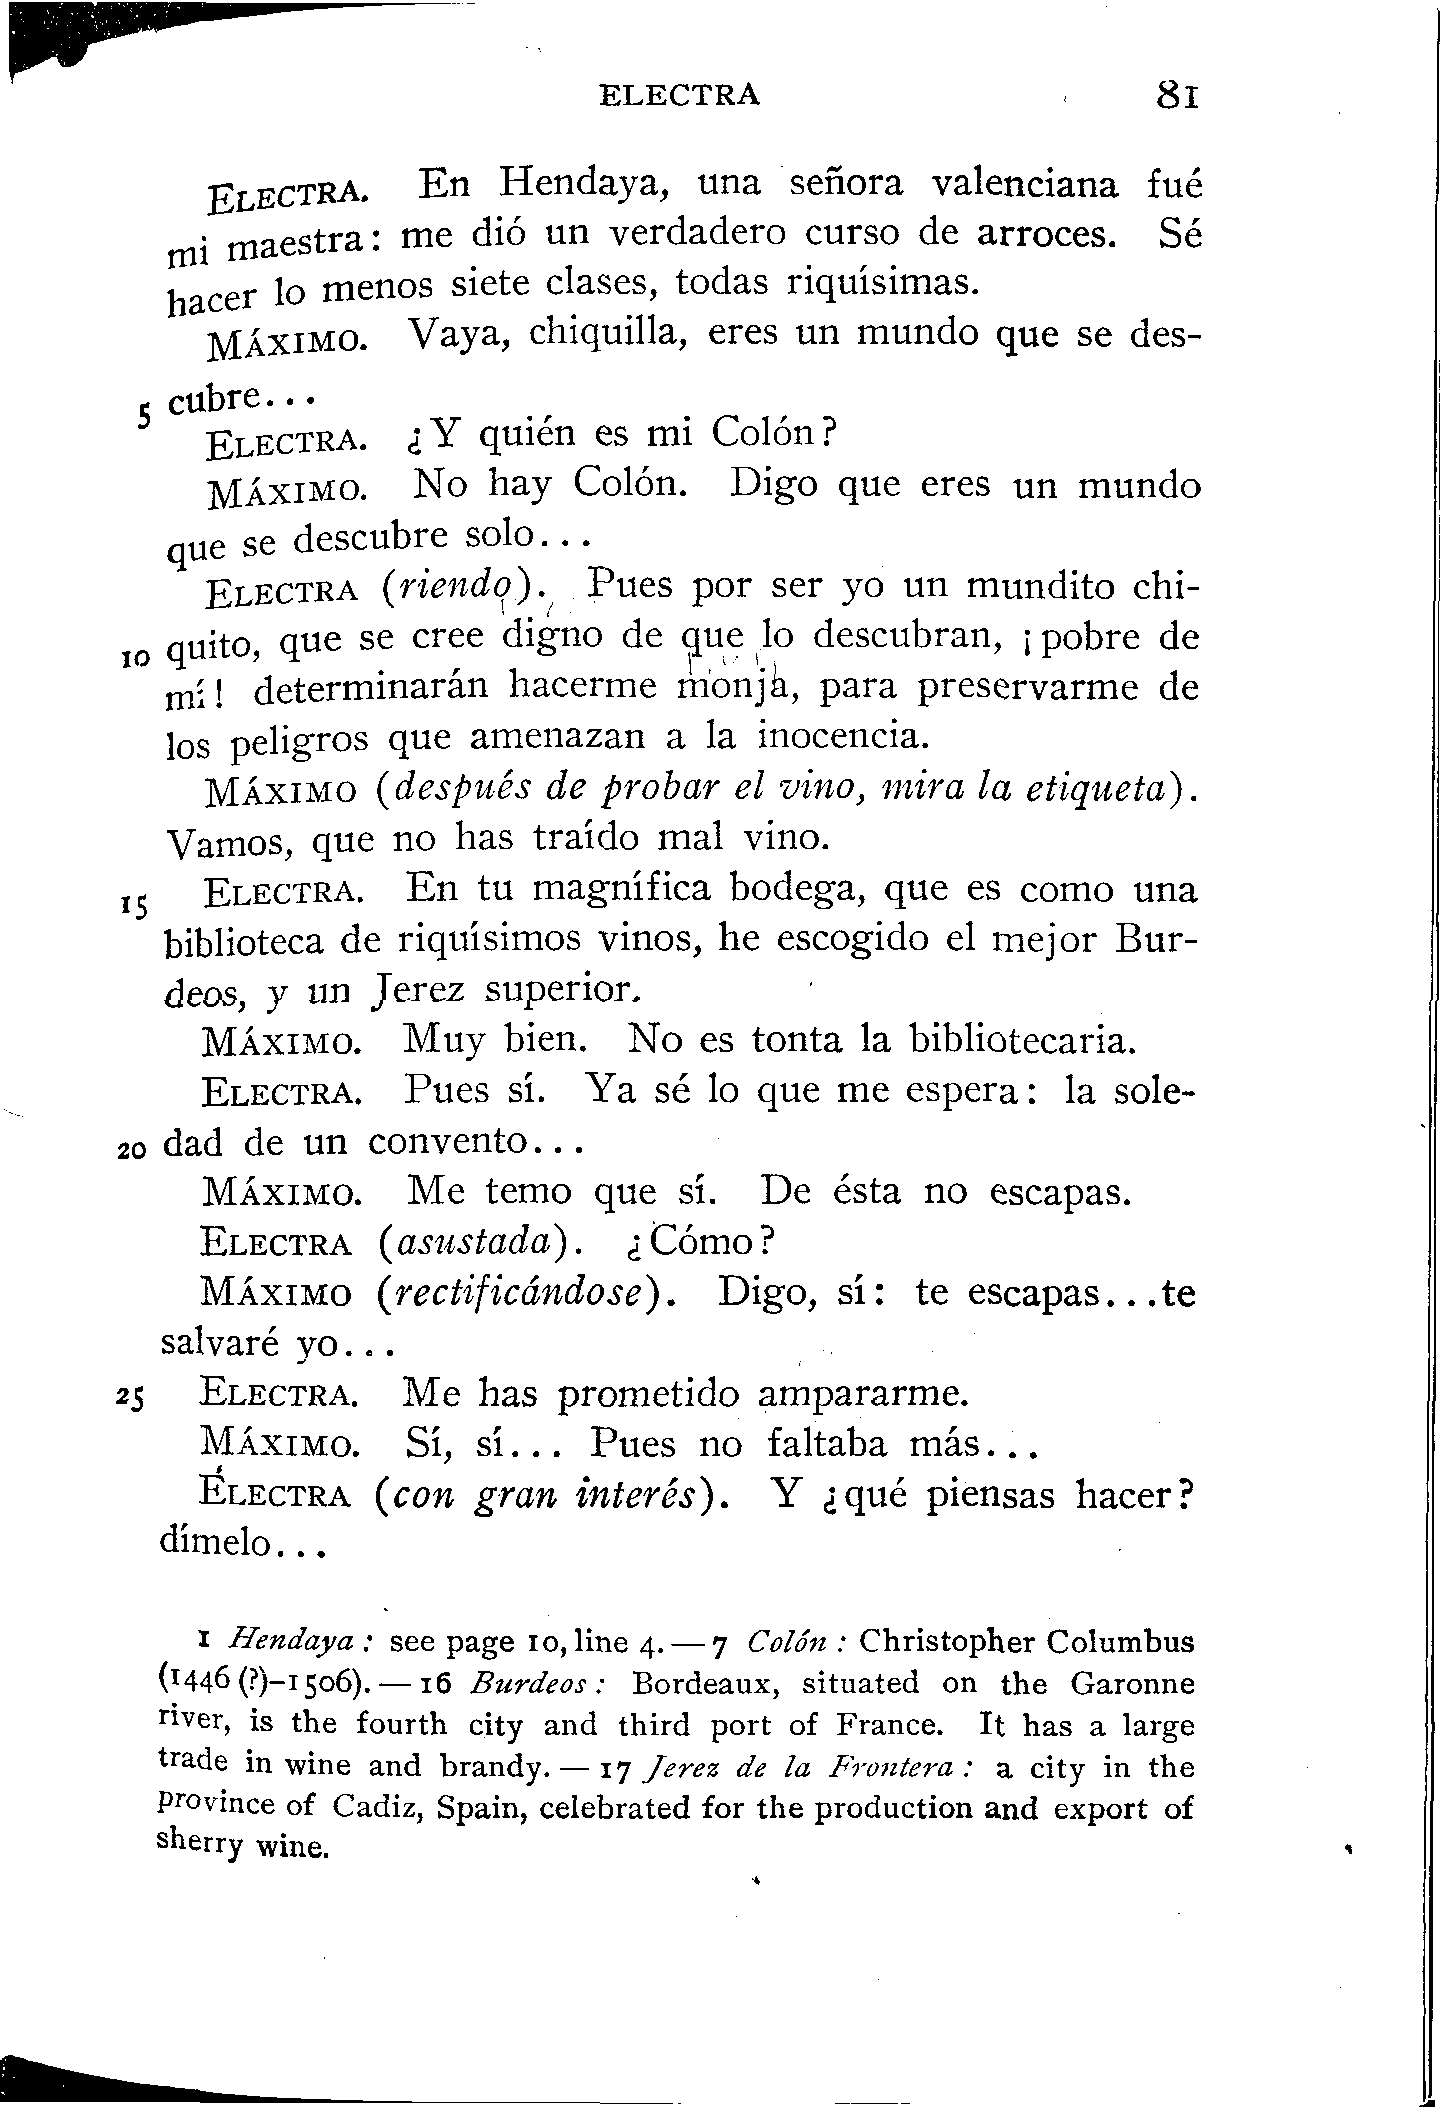 ELECTRA 81
ELECTRA. En Hendaya, una señora valenciana fué
mi maestra: me dió un verdadero curso de arroces. Sé
hacer lo menos siete clases, todas riquísimas.
MÁXIMO. Vaya, chiquilla, eres un mundo que se des-
5 cubre...
ELECTRA. ¿Y quién es mi Colón?
MÁXIMO. No hay Colón. Digo que eres un mundo
que se descubre solo...
ELECTRA (riendo). Pues por ser yo un mundito chi-
10 quito, que se cree digno de que lo descubran, ¡pobre de
mí! determinarán hacerme monja, para preservarme de
los peligros que amenazan a la inocencia.
MÁXIMO (después de probar el vino, mira la etiqueta).
Vamos, que no has traído mal vino.
15 ELECTRA. En tu magnífica bodega, que es como una
biblioteca de riquísimos vinos, he escogido el mejor Bur-
deos, y un Jerez superior.
MÁXIMO. Muy bien. No es tonta la bibliotecaria.
ELECTRA. Pues sí. Ya sé lo que me espera: la sole-
20 dad de un convento...
MÁXIMO. Me temo que sí. De ésta no escapas.
ELECTRA (asustada). ¿Cómo?
MÁXIMO (rectificándose). Digo, sí: te escapas...te
salvaré yo...
25 ELECTRA. Me has prometido ampararme.
MÁXIMO. Sí, sí... Pues no faltaba más...
ELECTRA (con gran interés). Y ¿qué piensas hacer?
dímelo...
1 Hendaya: see page 10, line 4.—7 Colón: Christopher Columbus
(1446(?)–1506).—16 Burdeos: Bordeaux, situated on the Garonne
river, is the fourth city and third port of France. It has a large
trade in wine and brandy.—17 Jerez de la Frontera: a city in the
province of Cadiz, Spain, celebrated for the production and export of
sherry wine.